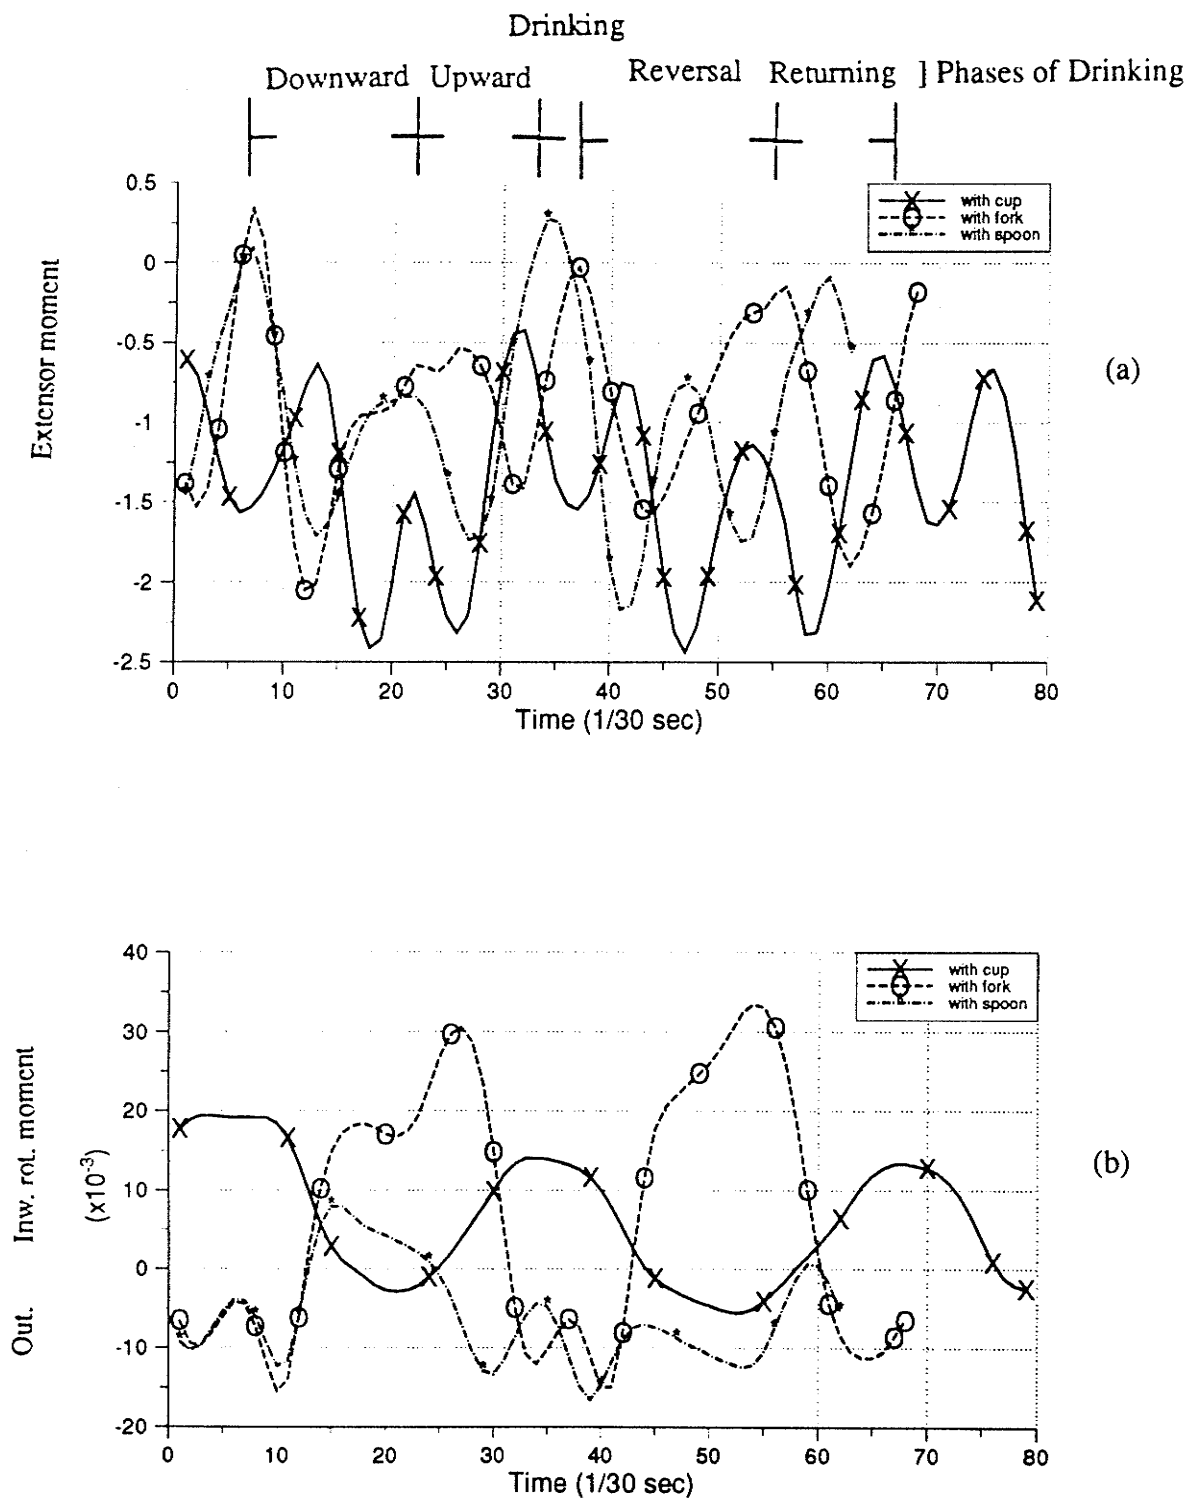 Drinking
Downward Upward Reversal Returning ] Phases of Drinking
0.5
0
-0.5
-1
-1.5
-2
-2.5
Extensor moment
with cup
with fork
with spoon
(a)
0 10 20 30 40 50 60 70 80
Time (1/30 sec)
40
30
20
10
0
-10
-20
Out. Inw. rot. moment
(x10-3)
with cup
with fork
with spoon
(b)
0 10 20 30 40 50 60 70 80
Time (1/30 sec)